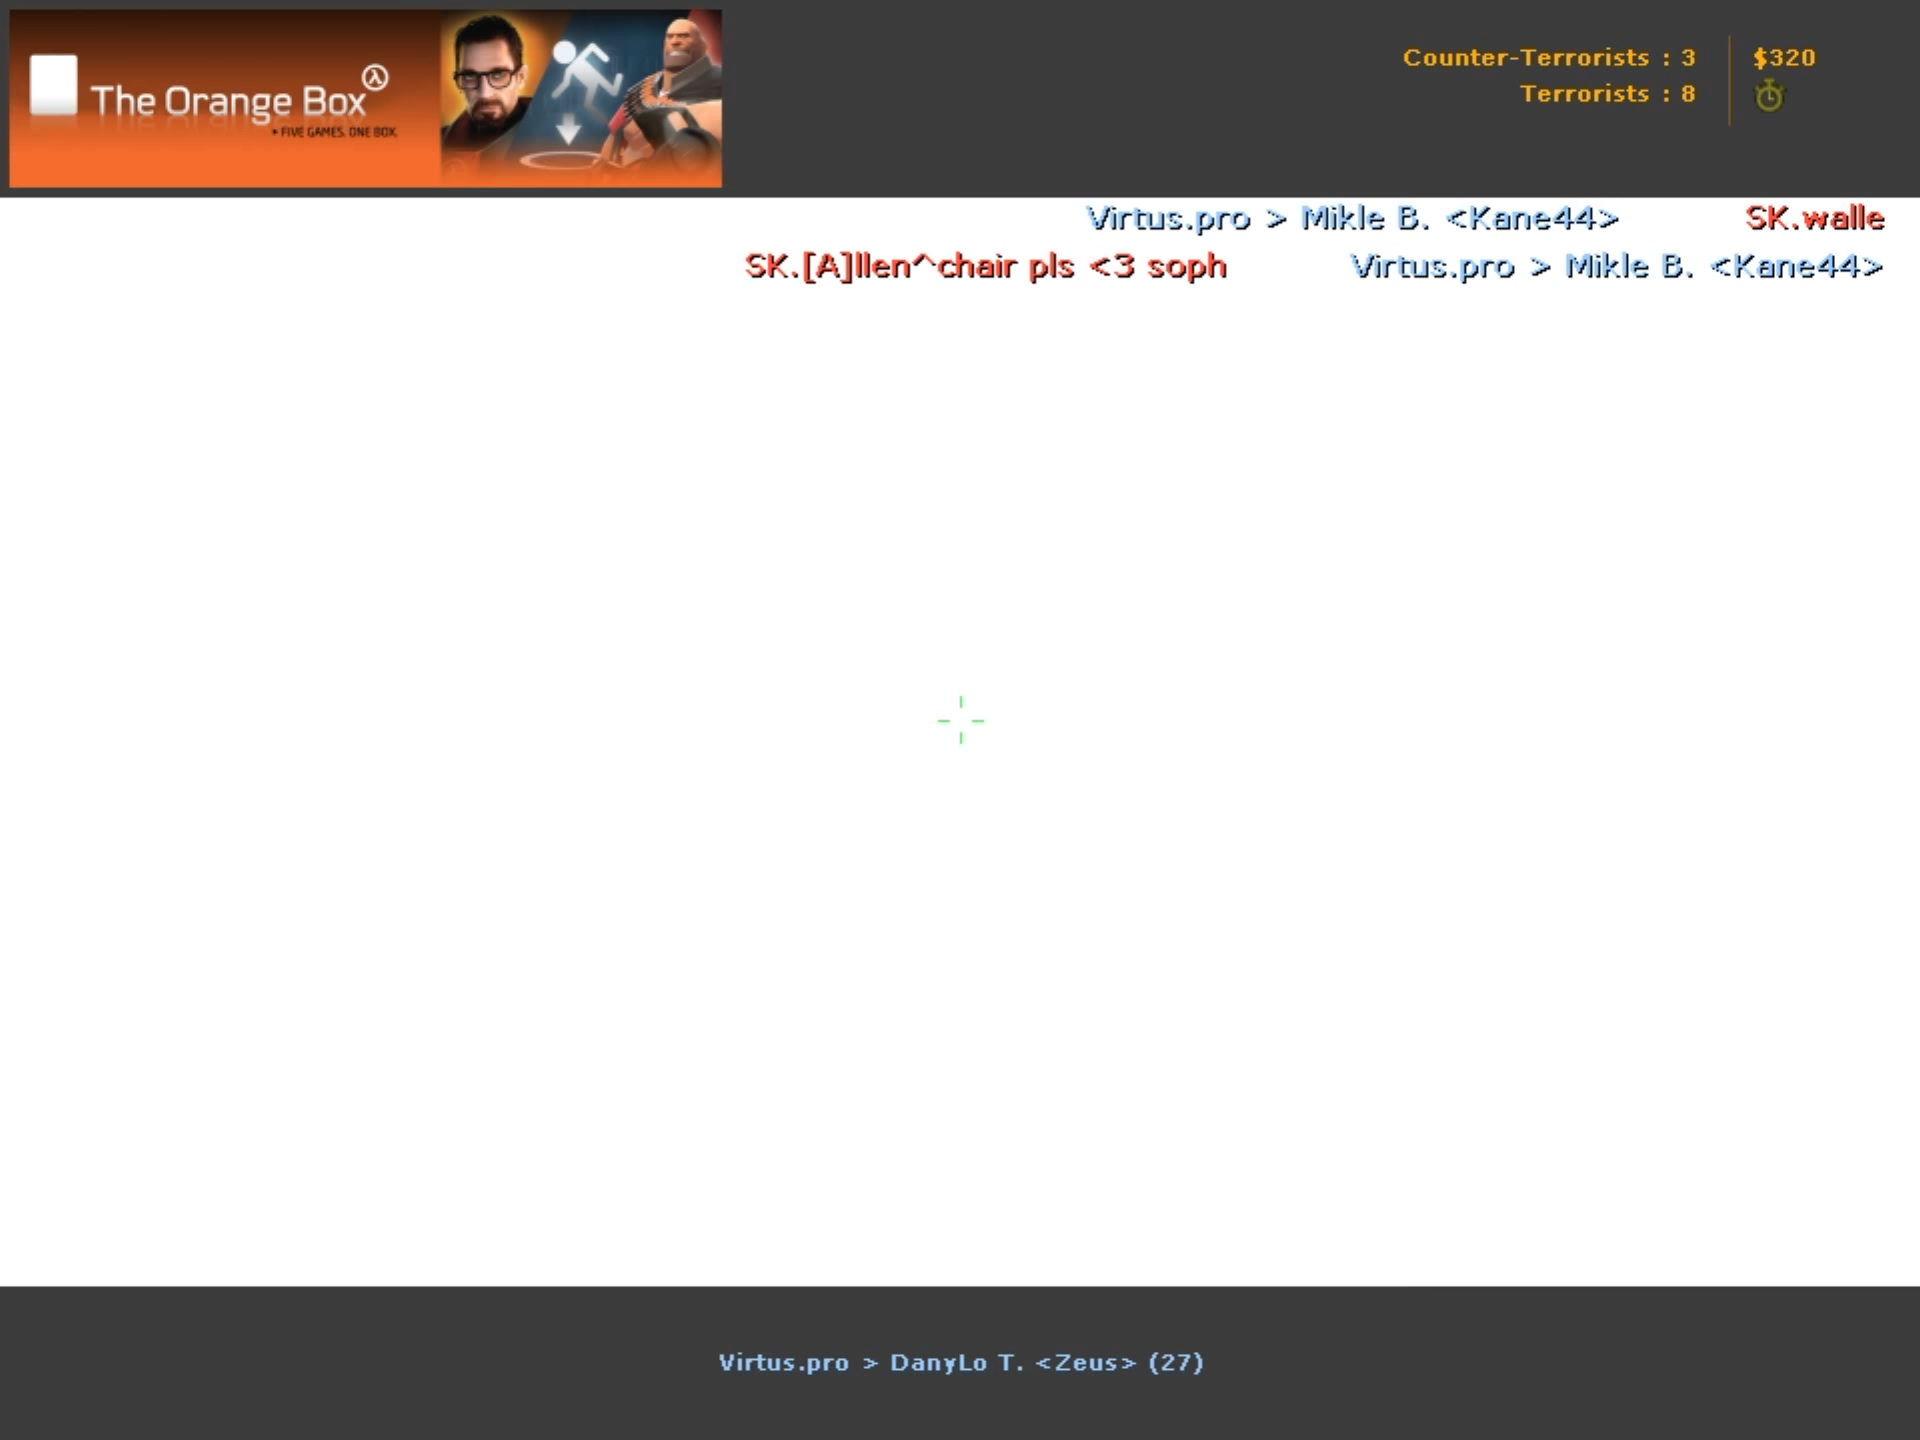 The Orange Box
FIVE GAMES. ONE BOX.
Counter-Terrorists : 3
$320
Terrorists : 8
Virtus.pro > Mikle B. <Kane44> SK.walle
SK.[A]llen^chair pls <3 soph Virtus.pro > Mikle B. <Kane44>
Virtus.pro > DanyLo T. <Zeus> (27)